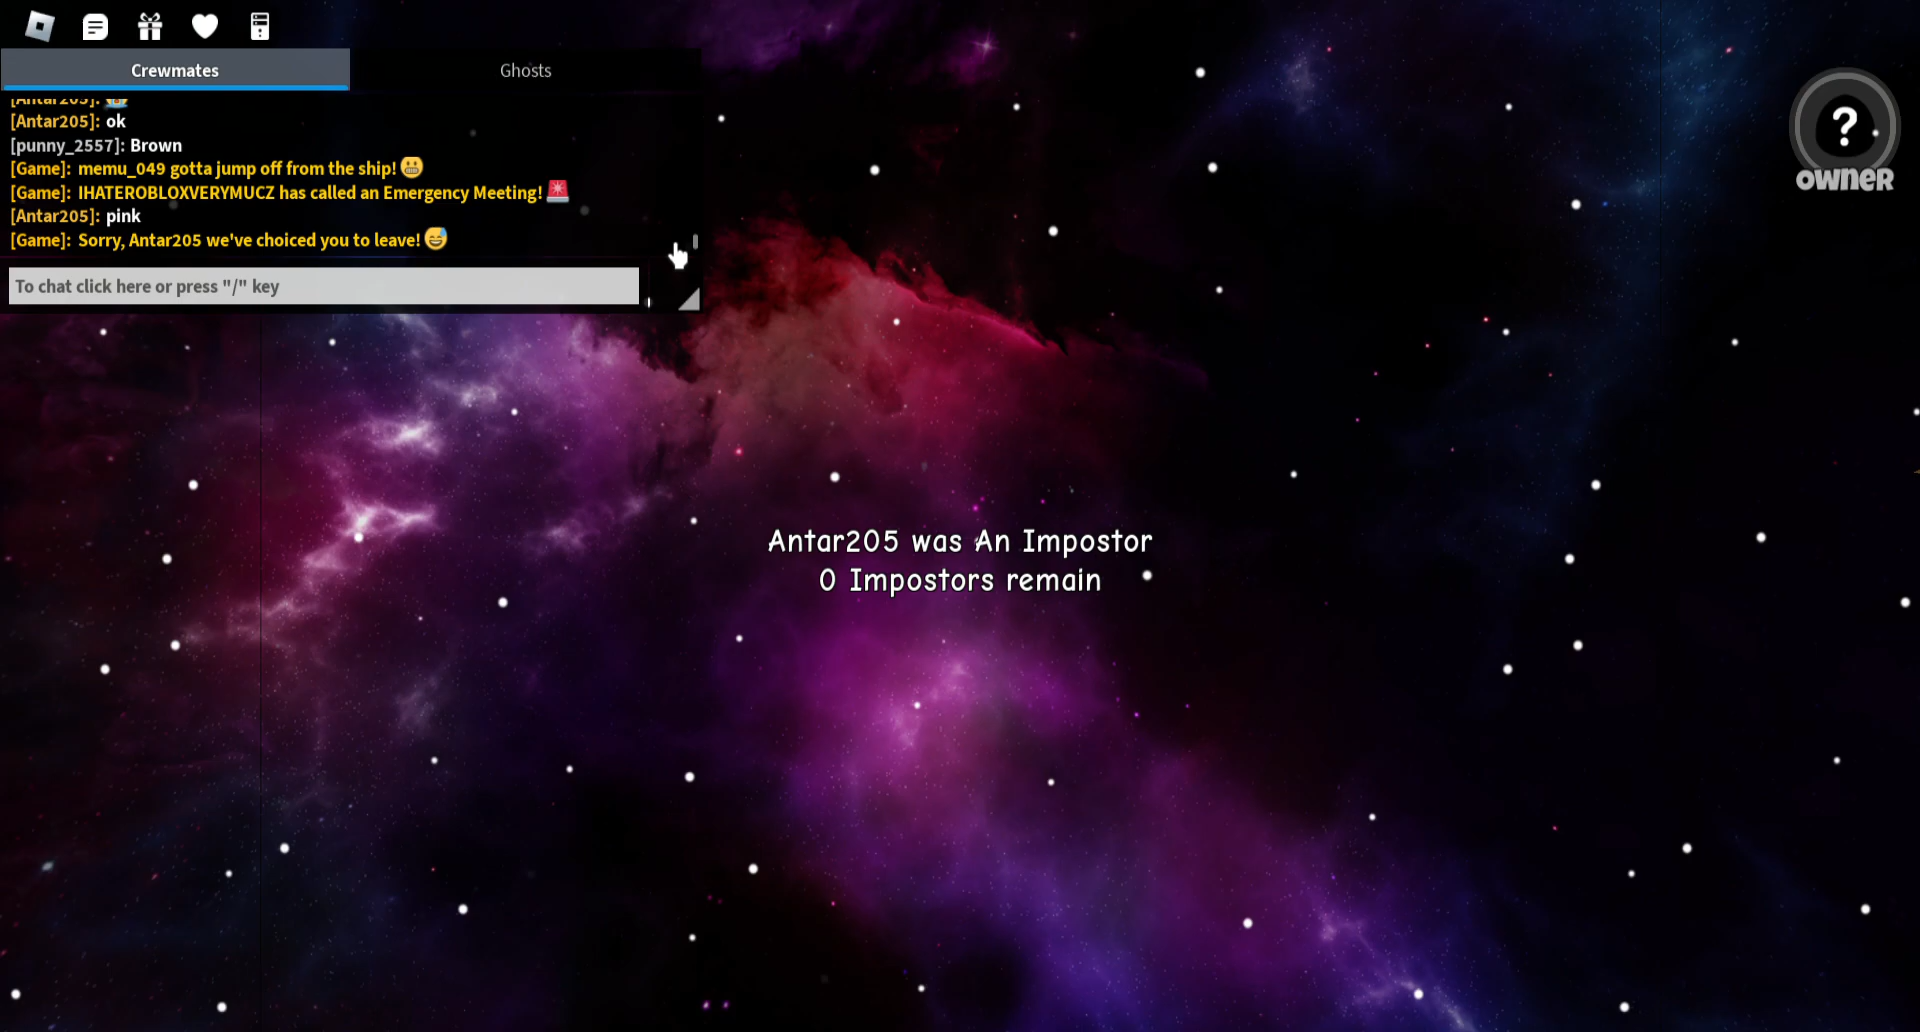 Crewmates
Ghosts
[Antar205]:
[Antar205]: ok
[punny_2557]: Brown
[Game]: memu_049 gotta jump off from the ship! 😬
[Game]: IHATEROBLOXVERYMUCZ has called an Emergency Meeting! 🚨
[Antar205]: pink
[Game]: Sorry, Antar205 we've choiced you to leave! 😅
To chat click here or press "/" key
?
OWNER
Antar205 was An Impostor
0 Impostors remain